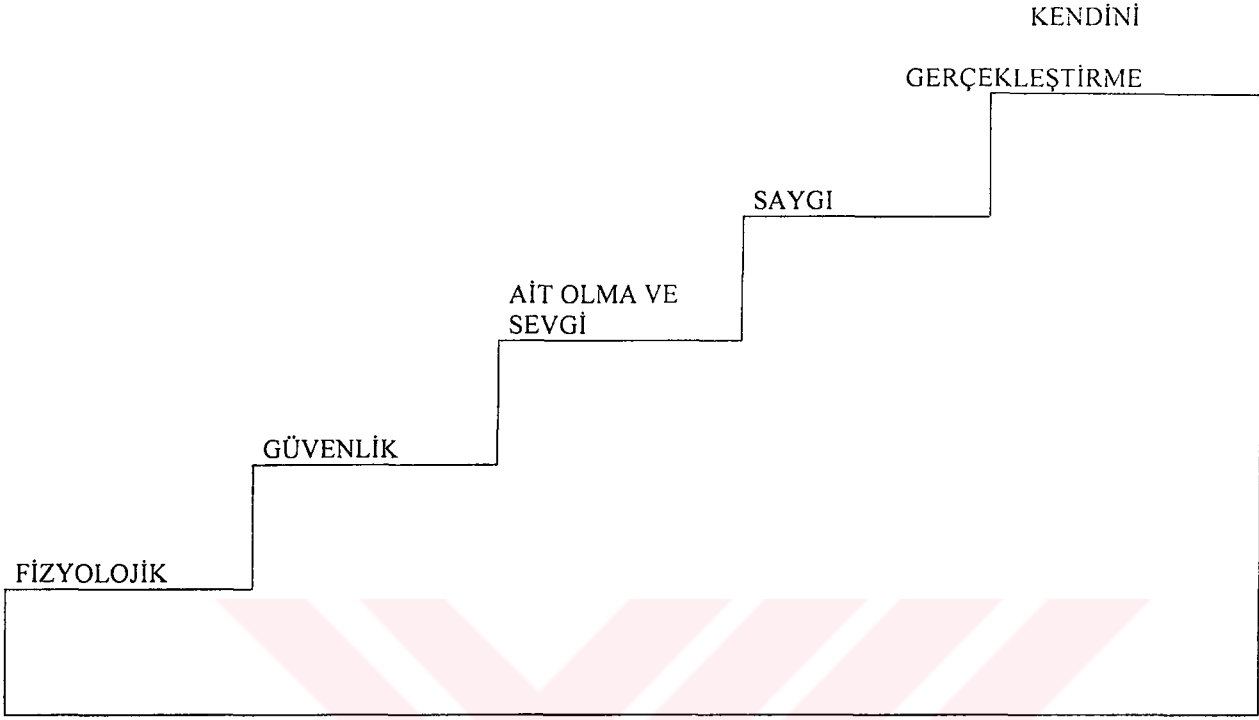 KENDİNİ
GERÇEKLEŞTİRME
SAYGI
AİT OLMA VE
SEVGİ
GÜVENLİK
FİZYOLOJİK